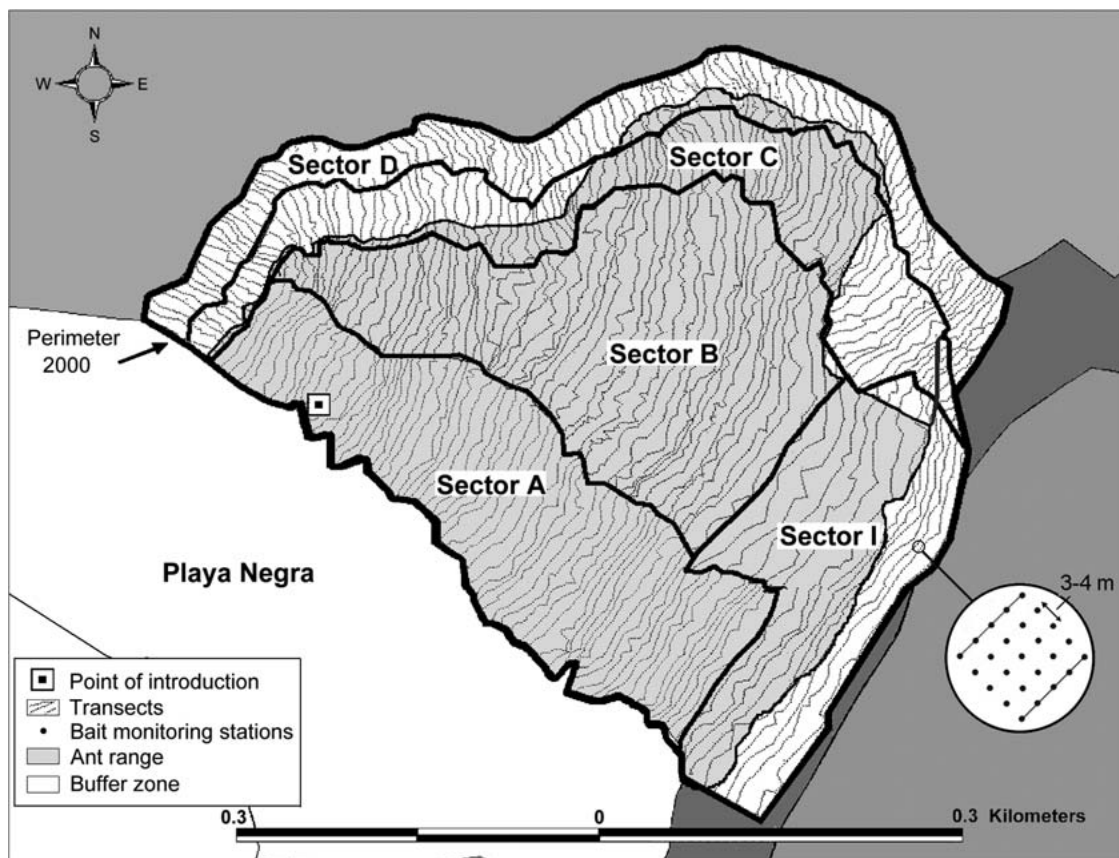 N
W E
S
Sector D
Sector C
Perimeter
2000
Sector B
Sector A
Sector I
Playa Negra
3-4 m
Point of introduction
Transects
Bait monitoring stations
Ant range
Buffer zone
0.3 0 0.3 Kilometers